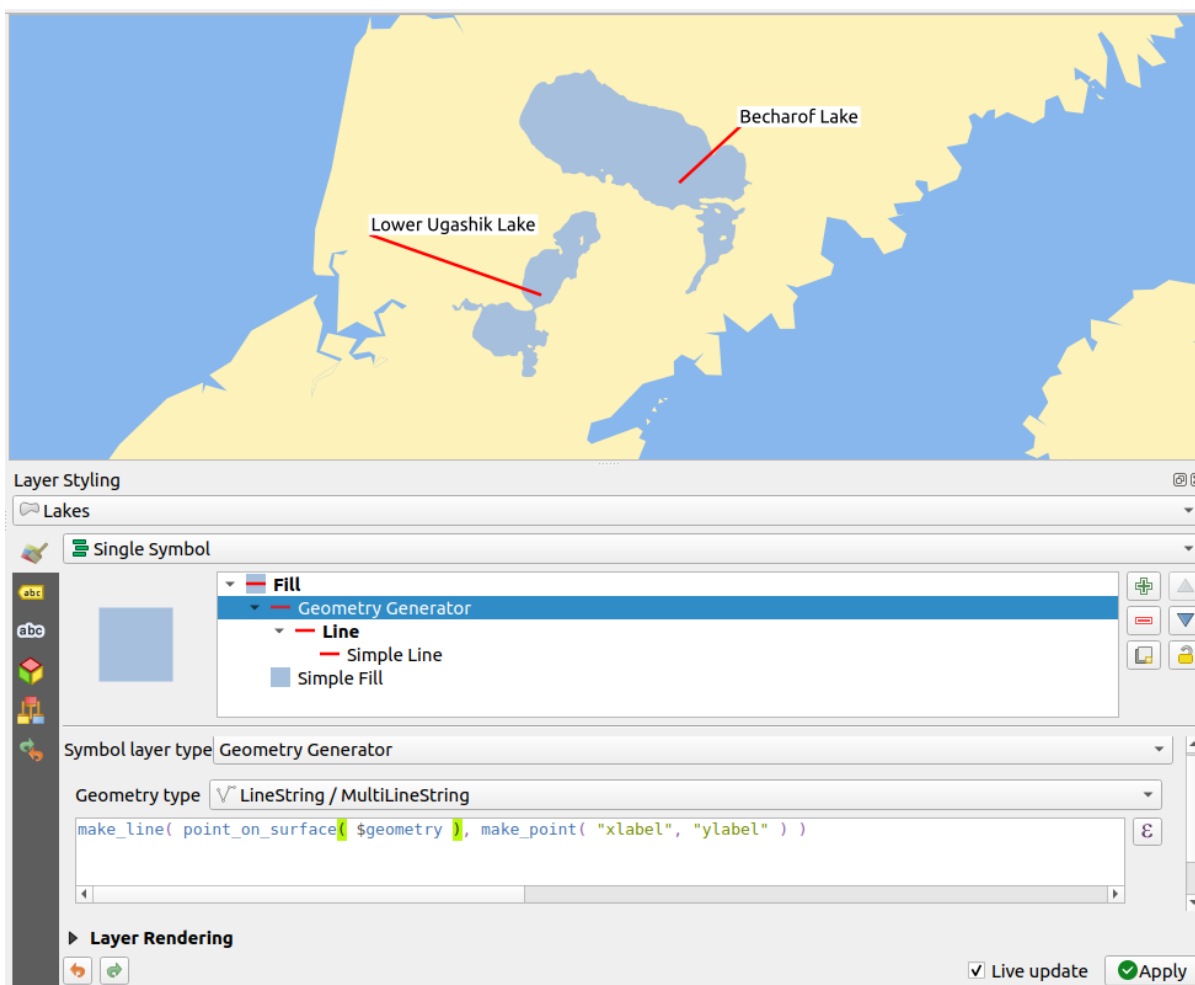 Becharof Lake
Lower Ugashik Lake
Layer Styling
Lakes
Single Symbol
abc
abc
Fill
Geometry Generator
Line
Simple Line
Simple Fill
Symbol layer type Geometry Generator
Geometry type LineString / MultiLineString
make_line( point_on_surface( $geometry ), make_point( "xlabel", "ylabel" ) )
ε
Layer Rendering
Live update Apply